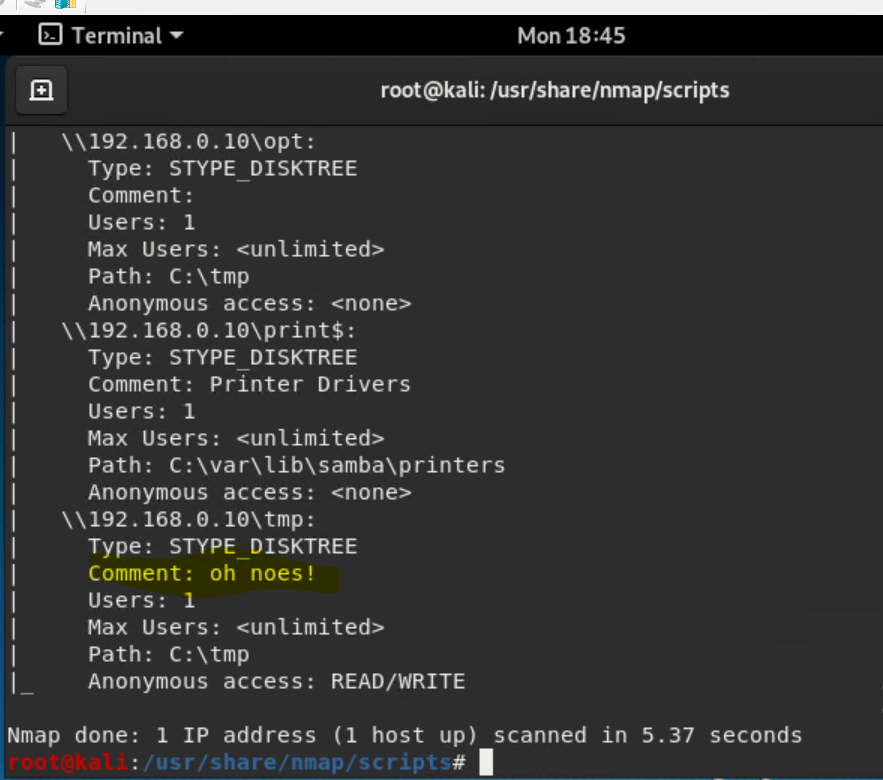 Terminal
Mon 18:45
root@kali: /usr/share/nmap/scripts
|   \\192.168.0.10\opt:
|     Type: STYPE_DISKTREE
|     Comment:
|     Users: 1
|     Max Users: <unlimited>
|     Path: C:\tmp
|     Anonymous access: <none>
|   \\192.168.0.10\print$:
|     Type: STYPE_DISKTREE
|     Comment: Printer Drivers
|     Users: 1
|     Max Users: <unlimited>
|     Path: C:\var\lib\samba\printers
|     Anonymous access: <none>
|   \\192.168.0.10\tmp:
|     Type: STYPE_DISKTREE
|     Comment: oh noes!
|     Users: 1
|     Max Users: <unlimited>
|     Path: C:\tmp
|_    Anonymous access: READ/WRITE
Nmap done: 1 IP address (1 host up) scanned in 5.37 seconds
root@kali:/usr/share/nmap/scripts#